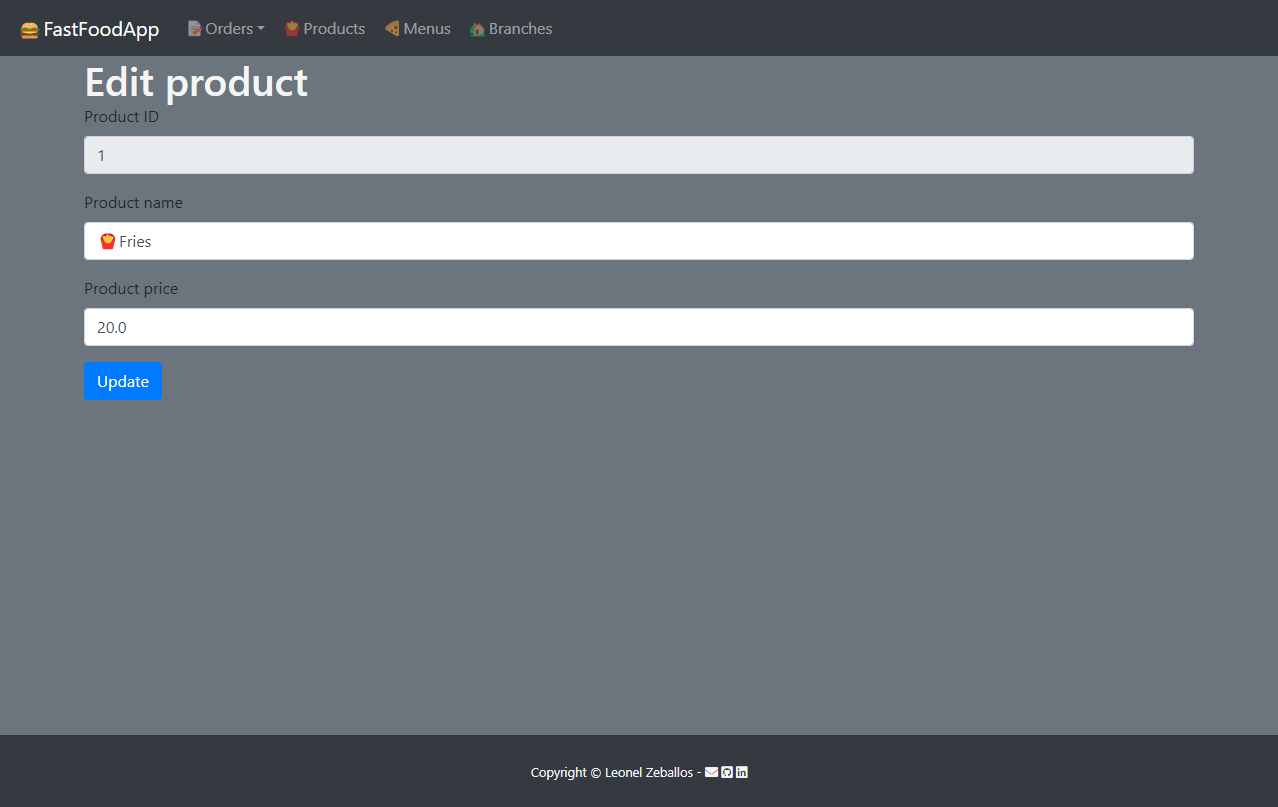 🍔 FastFoodApp 📝Orders 🍟Products 🍕Menus 🏡Branches
Edit product
Product ID
1
Product name
🍟Fries
Product price
20.0
Update
Copyright © Leonel Zeballos -